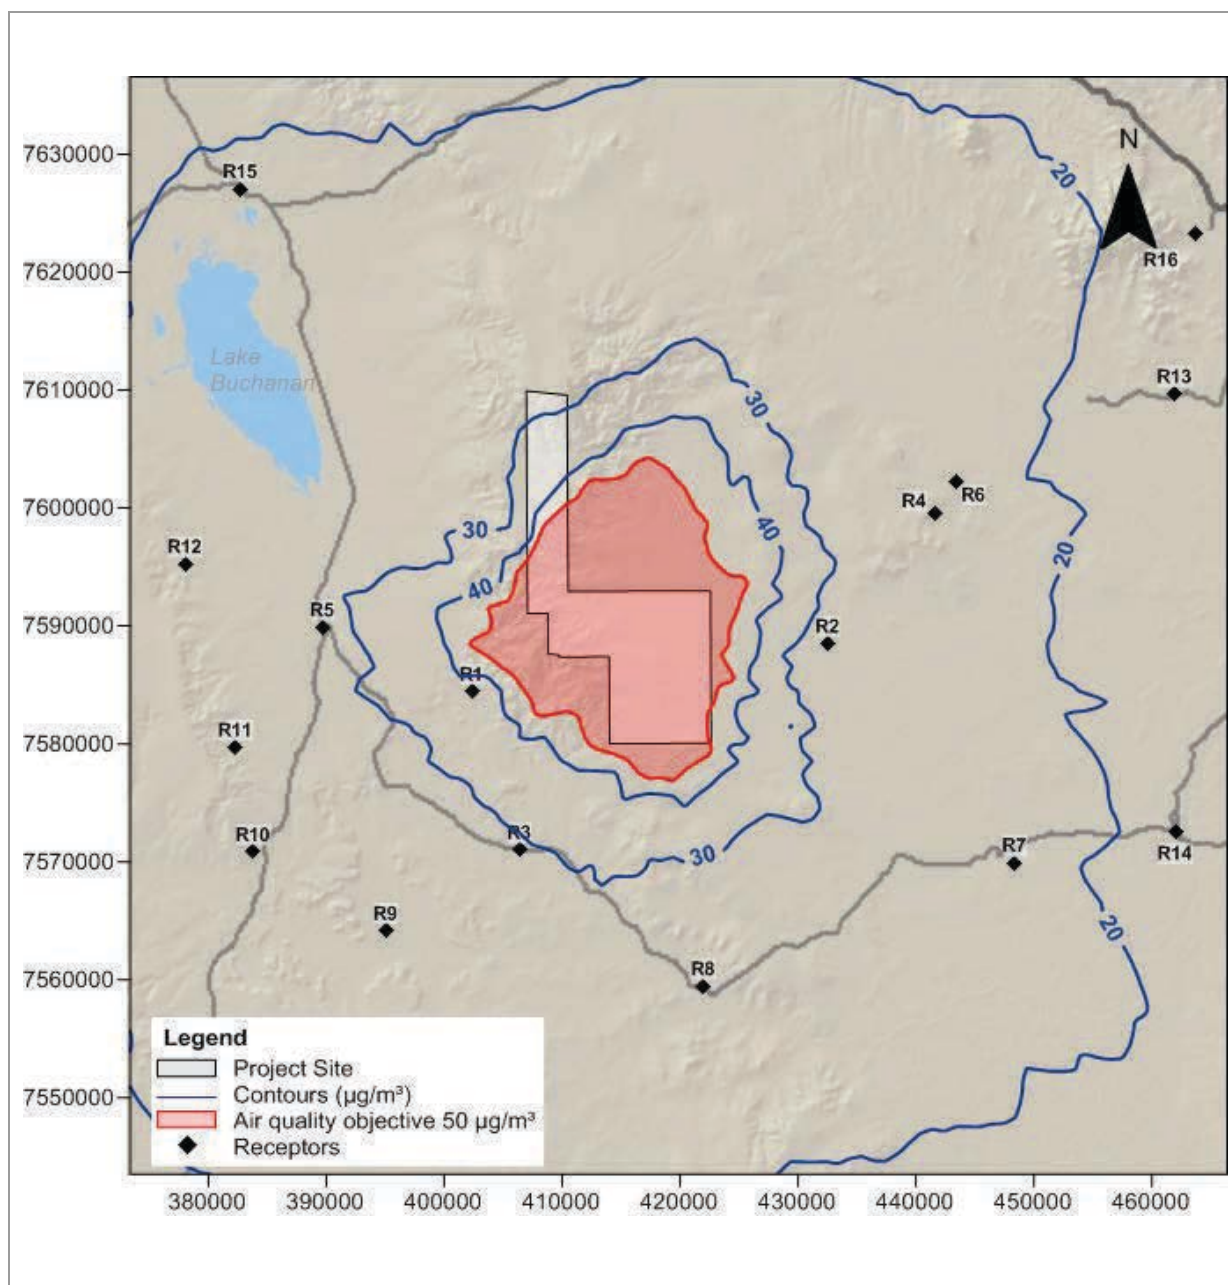 7630000
7620000
7610000
7600000
7590000
7580000
7570000
7560000
7550000
N
20
R15
R16
Lake
Buchanan
R13
30
R4
R6
30
40
R12
20
40
R5
R2
R1
R11
R10
R3
R7
R14
30
R9
20
R8
Legend
Project Site
Contours (µg/m³)
Air quality objective 50 µg/m³
Receptors
380000
390000
400000
410000
420000
430000
440000
450000
460000